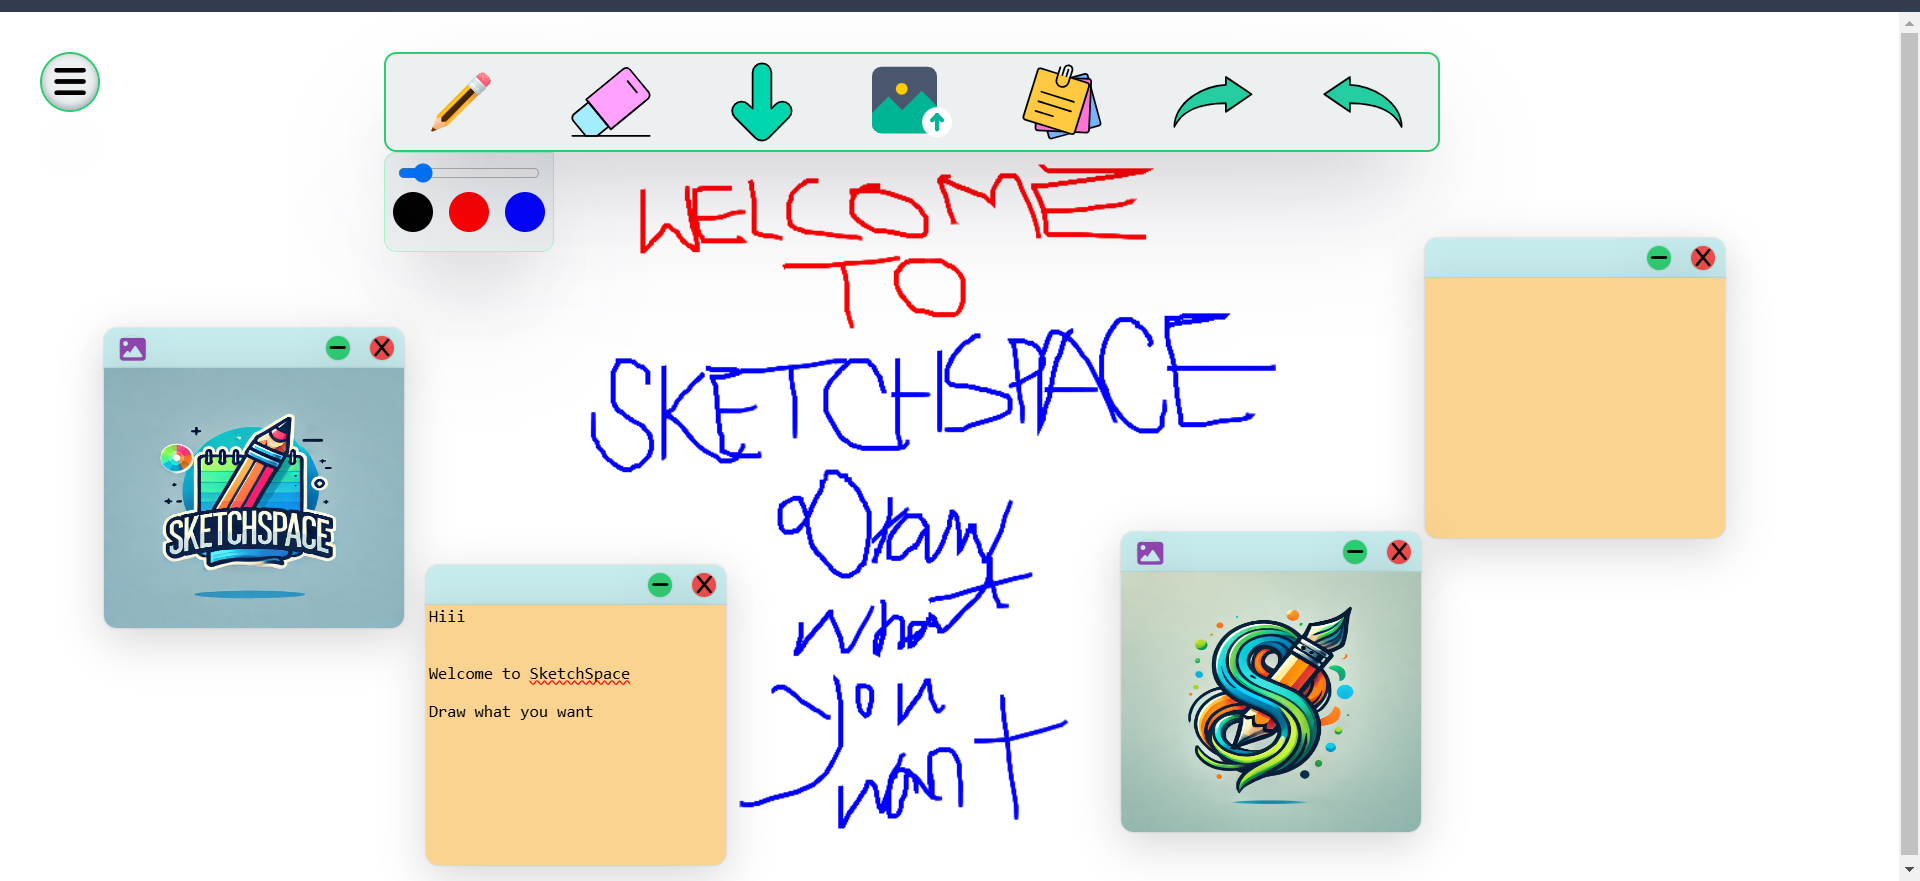 WELCOME
TO
SKETCHSPACE
Draw
what
you
want
SKETCHSPACE
Hiii
Welcome to SketchSpace
Draw what you want